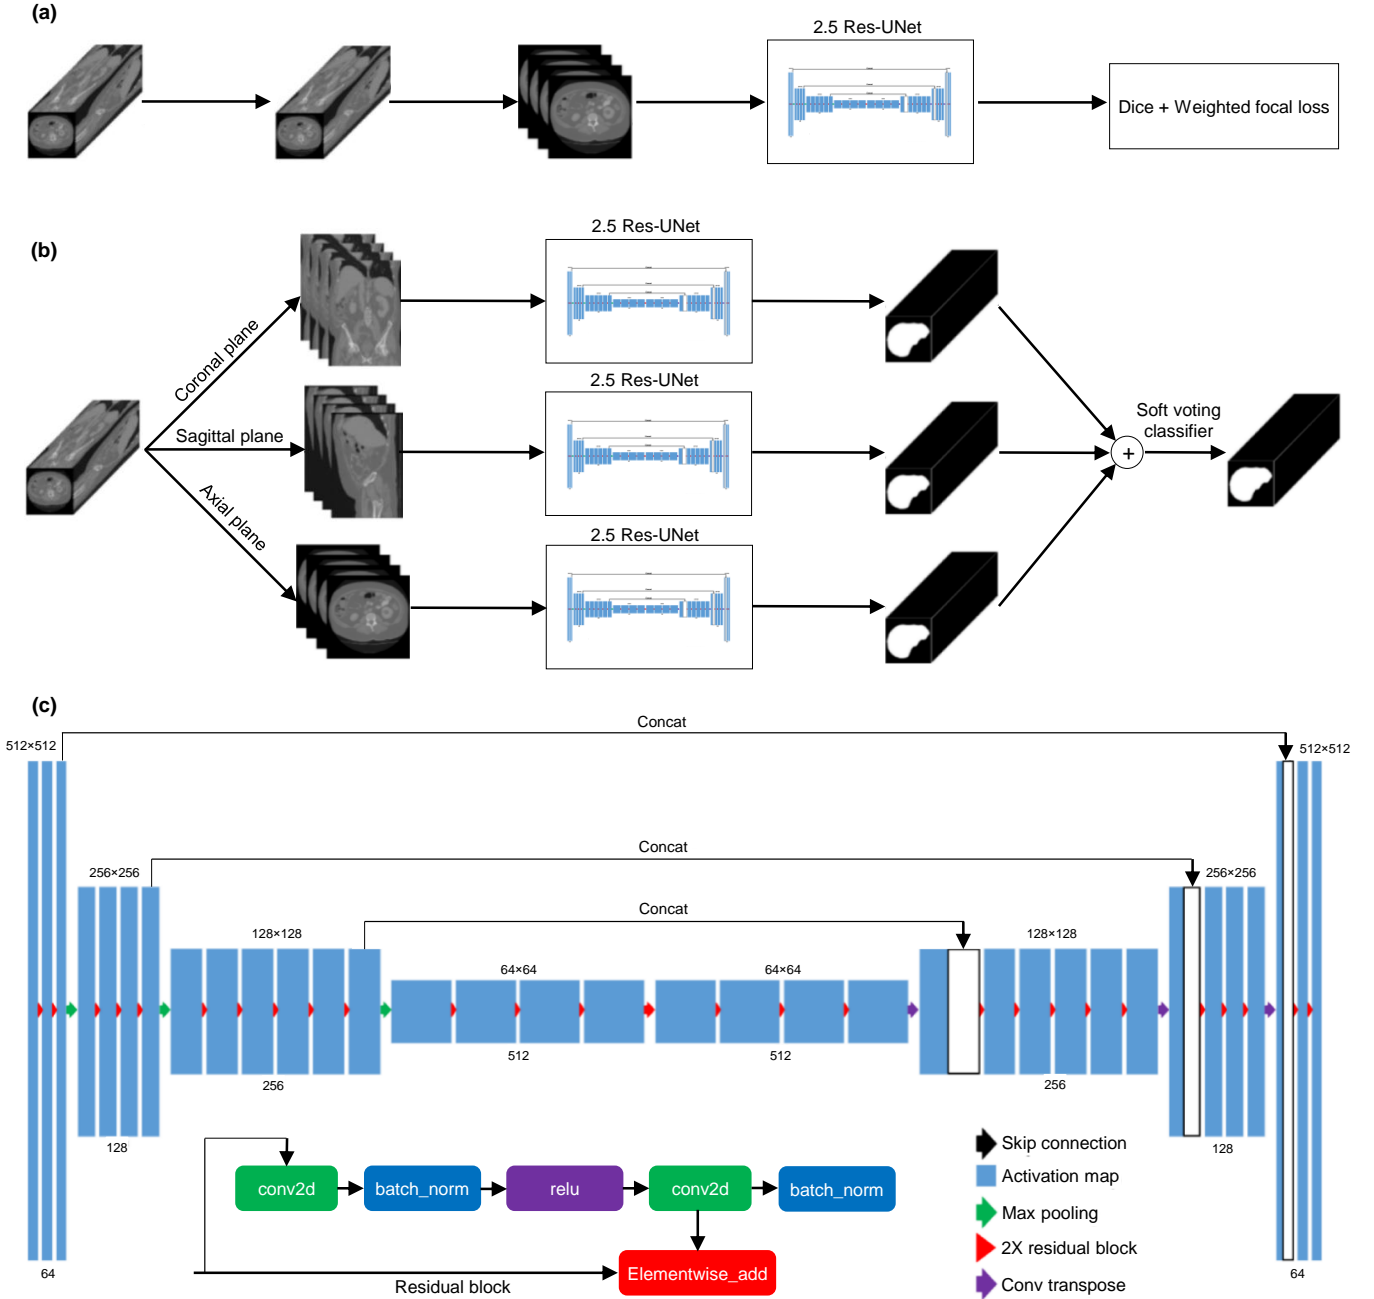 (a)
2.5 Res-UNet
Dice + Weighted focal loss
(b)
2.5 Res-UNet
Coronal plane
2.5 Res-UNet
Sagittal plane
Soft voting
classifier
+
Axial plane
2.5 Res-UNet
(c)
Concat
512×512
512×512
Concat
256×256
256×256
Concat
128×128
128×128
64×64
64×64
512
512
256
256
128
128
64
64
conv2d
batch_norm
relu
conv2d
batch_norm
Elementwise_add
Residual block
Skip connection
Activation map
Max pooling
2X residual block
Conv transpose